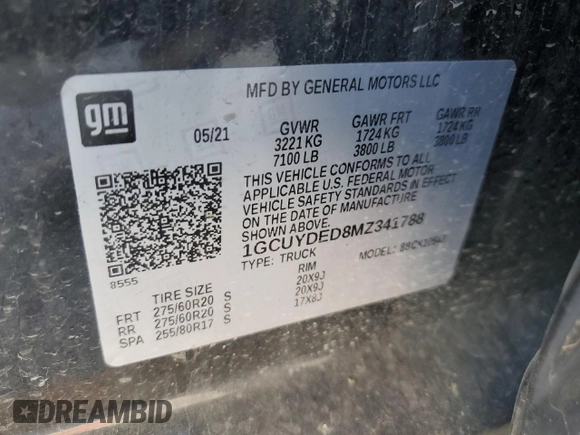 gm
MFD BY GENERAL MOTORS LLC
05/21 GVWR GAWR FRT GAWR RR
3221 KG 1724 KG 1724 KG
7100 LB 3800 LB 3800 LB
THIS VEHICLE CONFORMS TO ALL
APPLICABLE U.S. FEDERAL MOTOR
VEHICLE SAFETY STANDARDS IN EFFECT
ON THE DATE OF MANUFACTURE
SHOWN ABOVE.
1GCUYDED8MZ341788
TYPE: TRUCK MODEL:
8555
TIRE SIZE RIM
FRT 275/60R20 S 20X9J
RR 275/60R20 S 20X9J
SPA 255/80R17 S 17X8J
DREAMBID